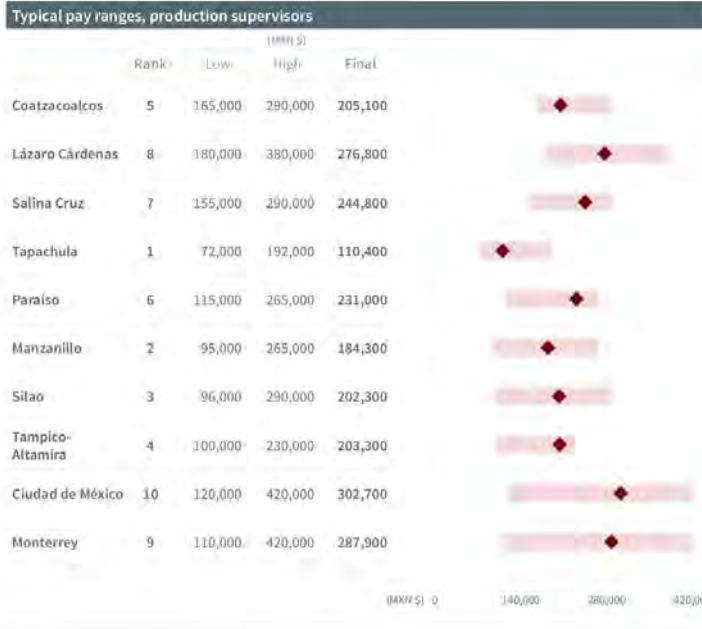 Typical pay ranges, production supervisors
(MXN $)
Rank Low High Final
Coatzacoalcos 5 165,000 290,000 205,100
Lázaro Cárdenas 8 180,000 380,000 276,800
Salina Cruz 7 155,000 290,000 244,800
Tapachula 1 72,000 192,000 110,400
Paraíso 6 115,000 265,000 231,000
Manzanillo 2 95,000 265,000 184,300
Silao 3 96,000 290,000 202,300
Tampico-
Altamira 4 100,000 230,000 203,300
Ciudad de México 10 120,000 420,000 302,700
Monterrey 9 110,000 420,000 287,900
(MXN $) 0 140,000 280,000 420,00